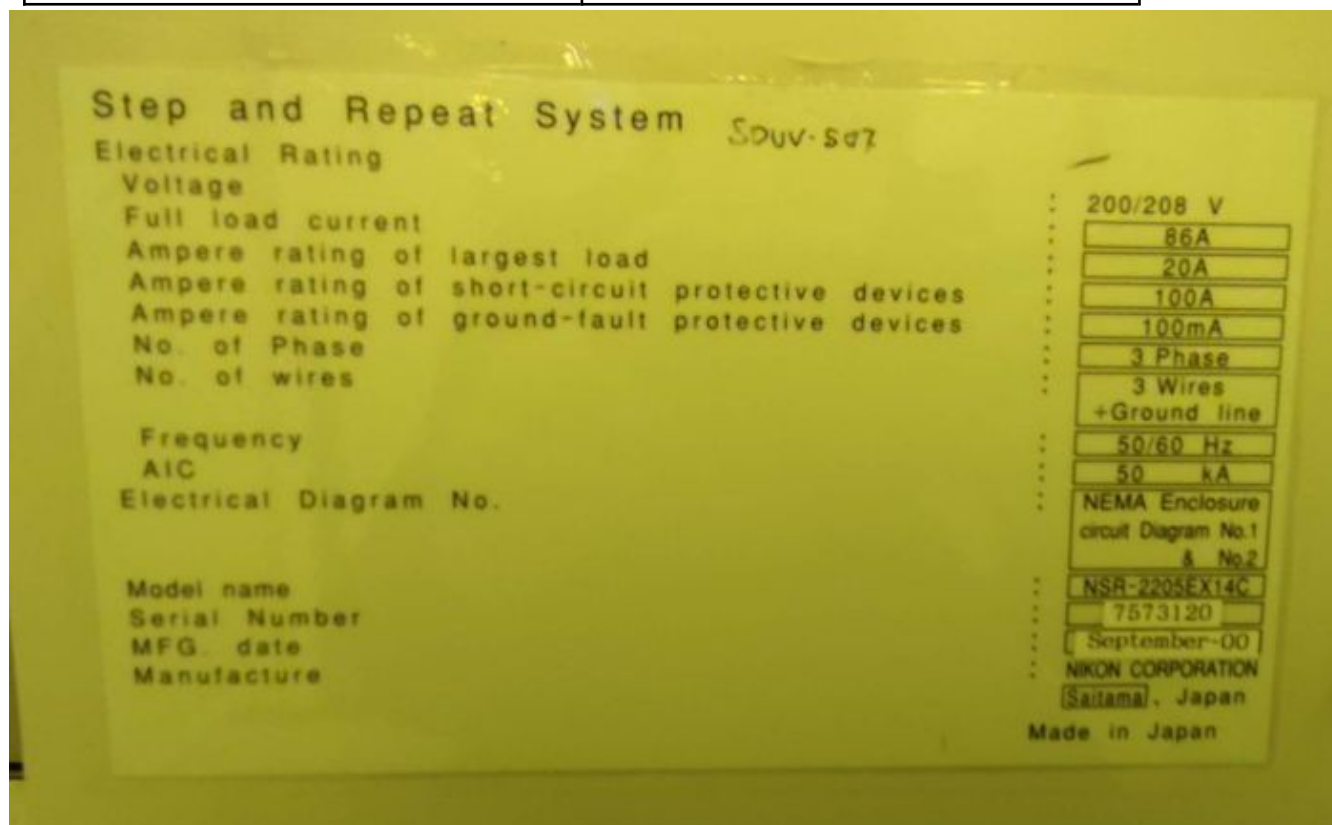 Step and Repeat System SDUV-S07
Electrical Rating
Voltage : 200/208 V
Full load current : 86A
Ampere rating of largest load : 20A
Ampere rating of short-circuit protective devices : 100A
Ampere rating of ground-fault protective devices : 100mA
No. of Phase : 3 Phase
No. of wires : 3 Wires
+Ground line
Frequency : 50/60 Hz
AIC : 50 kA
Electrical Diagram No. : NEMA Enclosure
circuit Diagram No.1
& No.2
Model name : NSR-2205EX14C
Serial Number : 7573120
MFG. date : September-00
Manufacture : NIKON CORPORATION
Saitama, Japan
Made in Japan